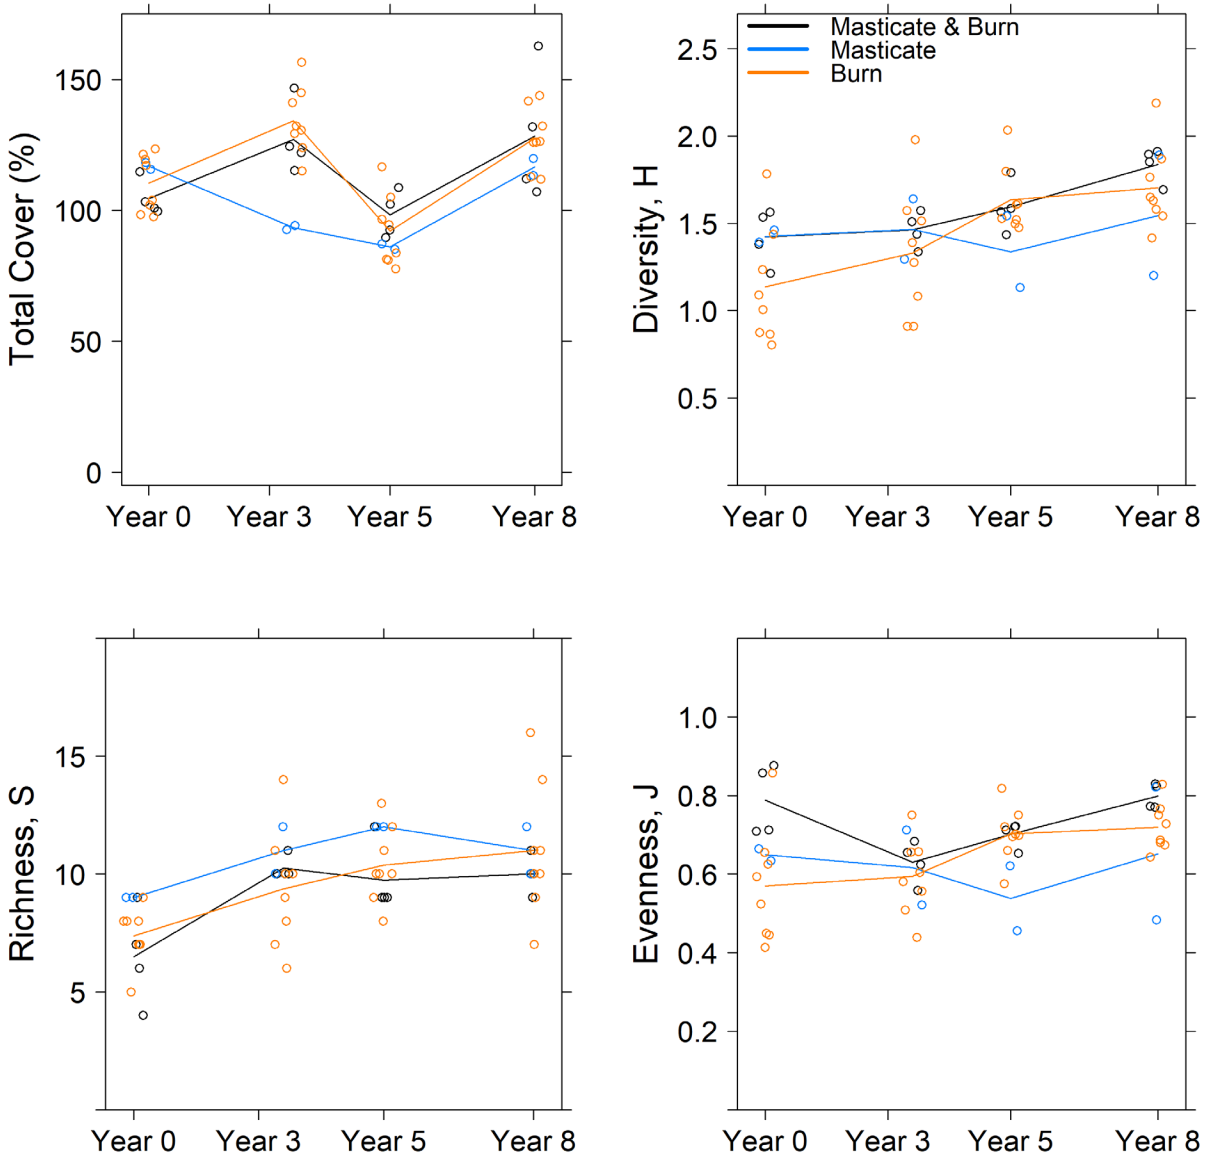 Total Cover (%)
150
100
50
0
Year 0 Year 3 Year 5 Year 8
Masticate & Burn
Masticate
Burn
Diversity, H
2.5
2.0
1.5
1.0
0.5
Year 0 Year 3 Year 5 Year 8
Richness, S
15
10
5
Year 0 Year 3 Year 5 Year 8
Evenness, J
1.0
0.8
0.6
0.4
0.2
Year 0 Year 3 Year 5 Year 8